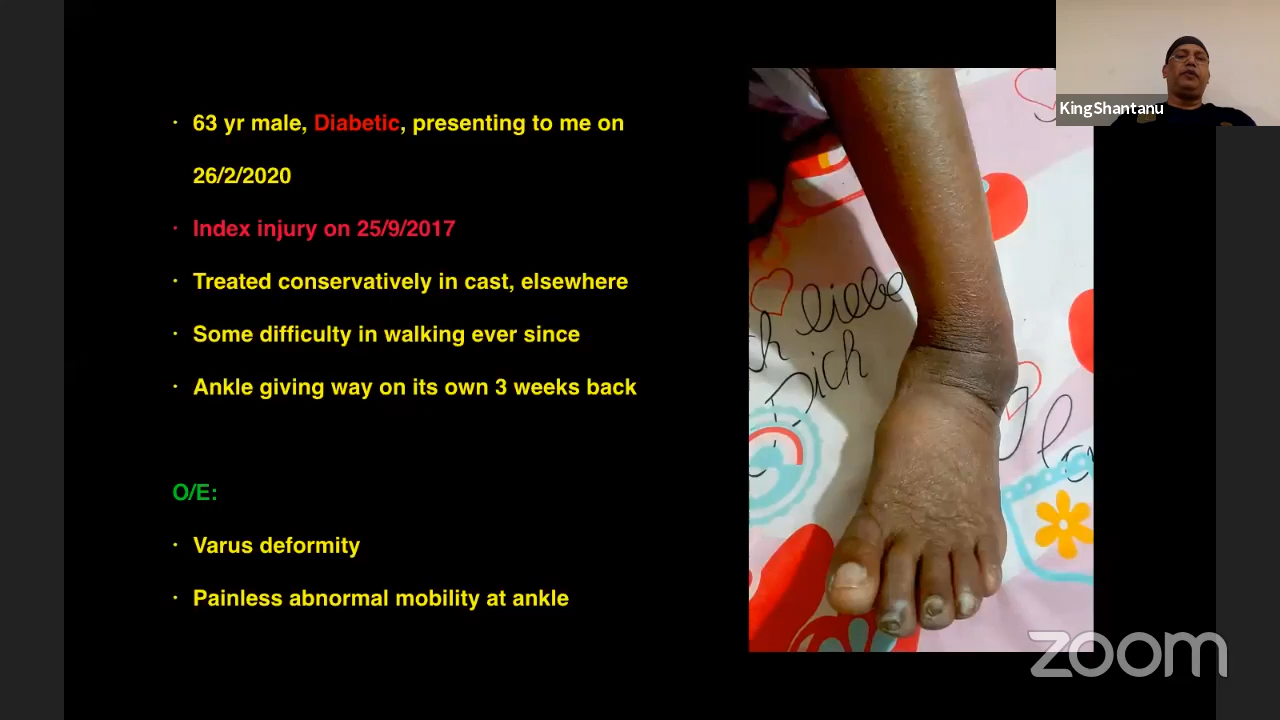 · 63 yr male, Diabetic, presenting to me on
26/2/2020
· Index injury on 25/9/2017
· Treated conservatively in cast, elsewhere
· Some difficulty in walking ever since
· Ankle giving way on its own 3 weeks back
O/E:
· Varus deformity
· Painless abnormal mobility at ankle
KingShantanu
liebe
Dich
zoom